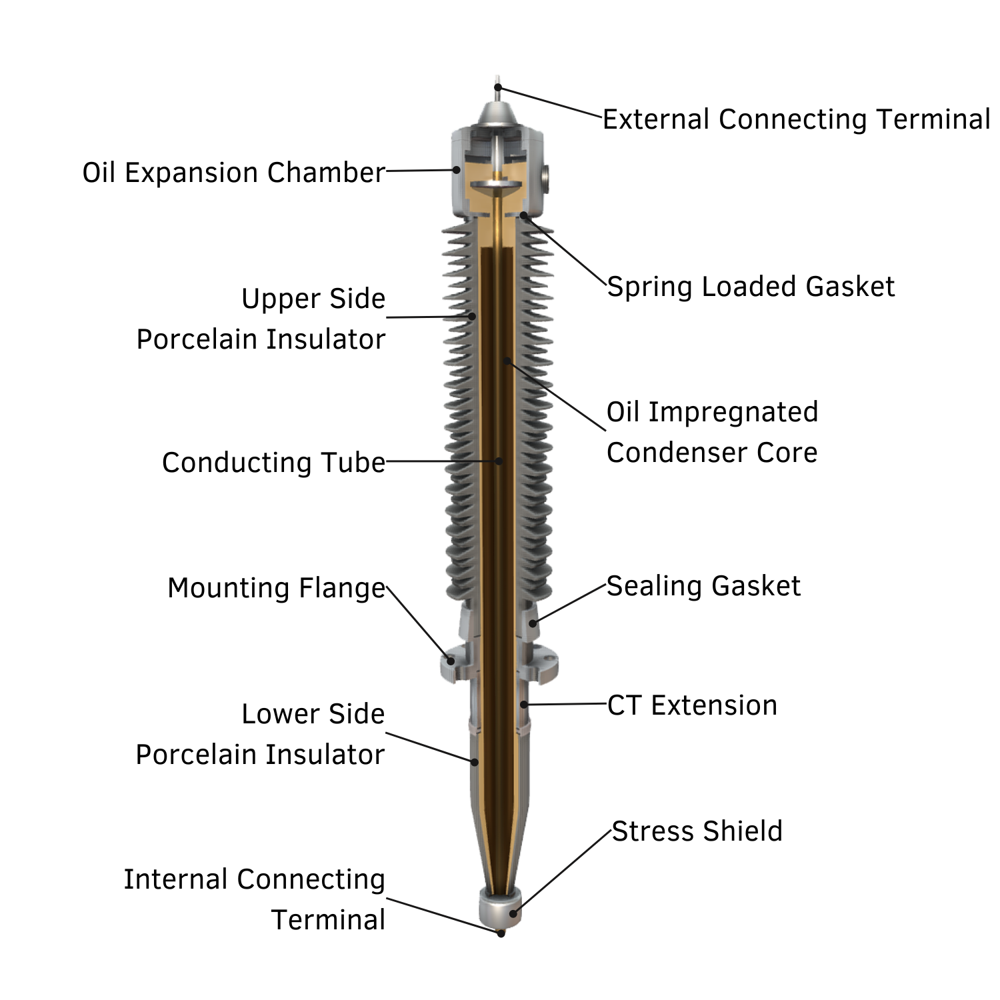 External Connecting Terminal
Oil Expansion Chamber
Spring Loaded Gasket
Upper Side
Porcelain Insulator
Oil Impregnated
Condenser Core
Conducting Tube
Mounting Flange
Sealing Gasket
CT Extension
Lower Side
Porcelain Insulator
Stress Shield
Internal Connecting
Terminal